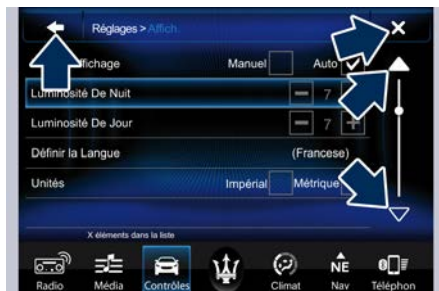 Réglages > Affich.
ffichage Manuel Auto
Luminosité De Nuit 7
Luminosité De Jour 7
Définir la Langue (Francese)
Unités Impérial Métrique
X éléments dans la liste
Radio Média Contrôles Climat NE Nav Téléphon